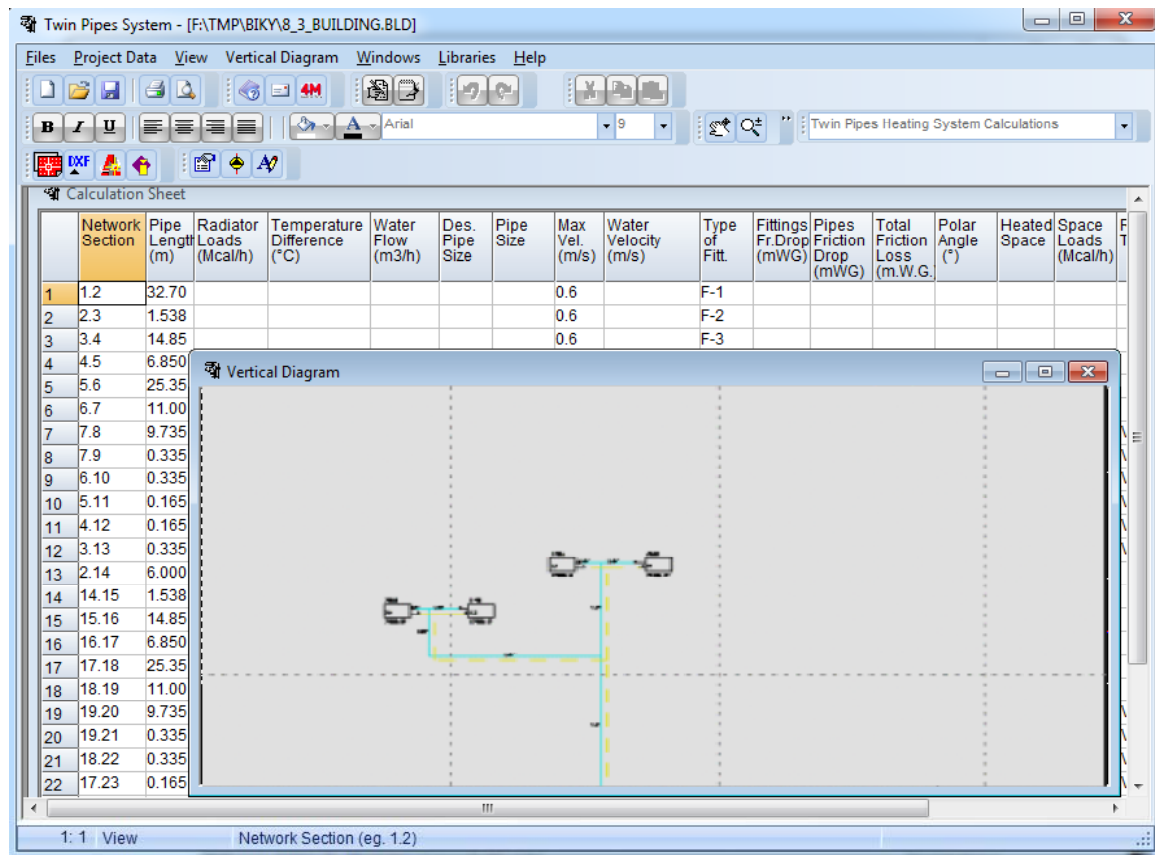 Twin Pipes System - [F:\TMP\BIKY\8_3_BUILDING.BLD]
Files Project Data View Vertical Diagram Windows Libraries Help
4M
B I U A Arial 9 Twin Pipes Heating System Calculations
DXF A
Calculation Sheet
Network Section Pipe Length (m) Radiator Loads (Mcal/h) Temperature Difference (°C) Water Flow (m3/h) Des. Pipe Size Pipe Size Max Vel. (m/s) Water Velocity (m/s) Type of Fitt. Fittings Fr.Drop (mWG) Pipes Friction Drop (mWG) Total Friction Loss (m.W.G. Polar Angle (°) Heated Space Space Loads (Mcal/h)
1 1.2 32.70 0.6 F-1
2 2.3 1.538 0.6 F-2
3 3.4 14.85 0.6 F-3
4 4.5 6.850
Vertical Diagram
5 5.6 25.35
6 6.7 11.00
7 7.8 9.735
8 7.9 0.335
9 6.10 0.335
10 5.11 0.165
11 4.12 0.165
12 3.13 0.335
13 2.14 6.000
14 14.15 1.538
15 15.16 14.85
16 16.17 6.850
17 17.18 25.35
18 18.19 11.00
19 19.20 9.735
20 19.21 0.335
21 18.22 0.335
22 17.23 0.165
1: 1 View Network Section (eg. 1.2)